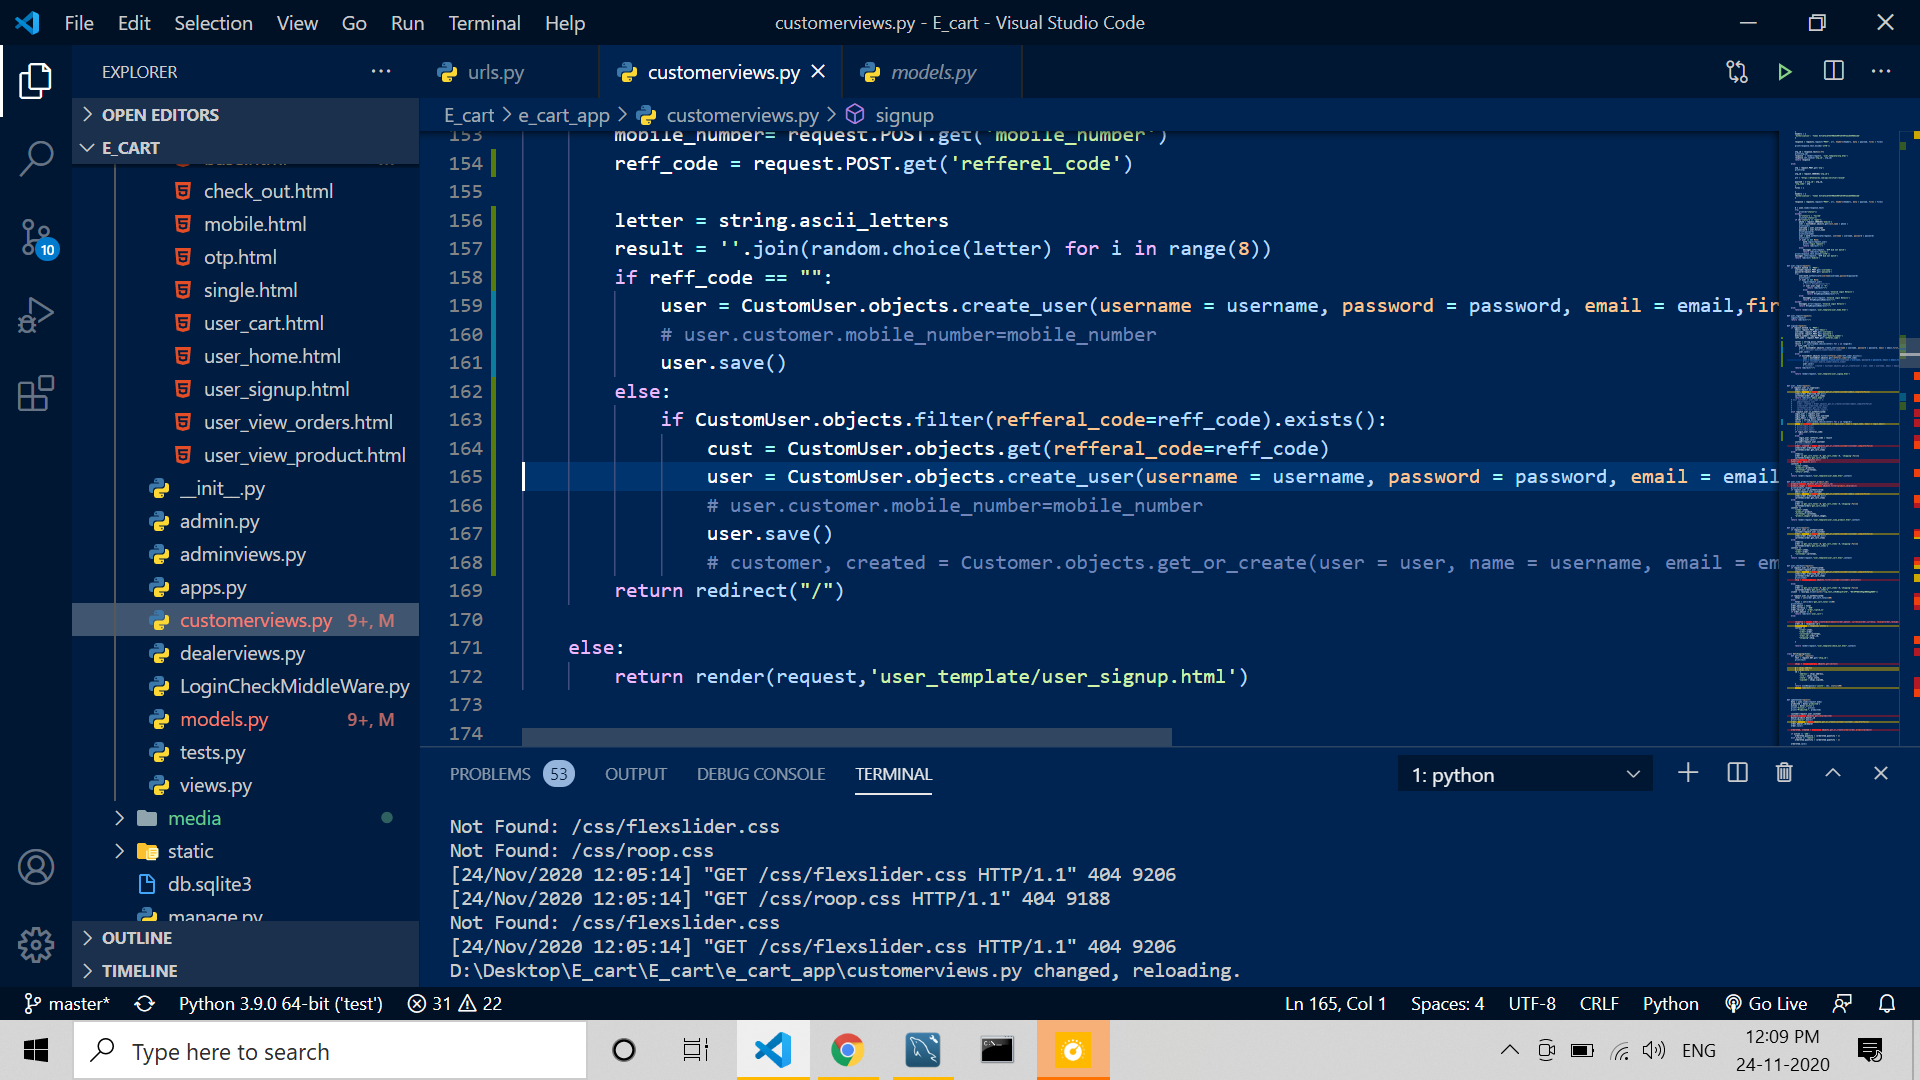 File Edit Selection View Go Run Terminal Help
customerviews.py - E_cart - Visual Studio Code
EXPLORER
urls.py
customerviews.py
models.py
OPEN EDITORS
E_CART
E_cart > e_cart_app > customerviews.py > signup
check_out.html
mobile.html
otp.html
single.html
user_cart.html
user_home.html
user_signup.html
user_view_orders.html
user_view_product.html
__init__.py
admin.py
adminviews.py
apps.py
customerviews.py 9+, M
dealerviews.py
LoginCheckMiddleWare.py
models.py 9+, M
tests.py
views.py
media
static
db.sqlite3
manage.py
OUTLINE
TIMELINE
10
153 mobile_number= request.POST.get('mobile_number')
154 reff_code = request.POST.get('refferel_code')
155
156 letter = string.ascii_letters
157 result = ''.join(random.choice(letter) for i in range(8))
158 if reff_code == "":
159 user = CustomUser.objects.create_user(username = username, password = password, email = email,fir
160 # user.customer.mobile_number=mobile_number
161 user.save()
162 else:
163 if CustomUser.objects.filter(refferal_code=reff_code).exists():
164 cust = CustomUser.objects.get(refferal_code=reff_code)
165 user = CustomUser.objects.create_user(username = username, password = password, email = email
166 # user.customer.mobile_number=mobile_number
167 user.save()
168 # customer, created = Customer.objects.get_or_create(user = user, name = username, email = em
169 return redirect("/")
170
171 else:
172 return render(request,'user_template/user_signup.html')
173
174
PROBLEMS 53 OUTPUT DEBUG CONSOLE TERMINAL
1: python
Not Found: /css/flexslider.css
Not Found: /css/roop.css
[24/Nov/2020 12:05:14] "GET /css/flexslider.css HTTP/1.1" 404 9206
[24/Nov/2020 12:05:14] "GET /css/roop.css HTTP/1.1" 404 9188
Not Found: /css/flexslider.css
[24/Nov/2020 12:05:14] "GET /css/flexslider.css HTTP/1.1" 404 9206
D:\Desktop\E_cart\E_cart\e_cart_app\customerviews.py changed, reloading.
master* Python 3.9.0 64-bit ('test') 31 22
Ln 165, Col 1 Spaces: 4 UTF-8 CRLF Python Go Live
Type here to search
ENG
12:09 PM
24-11-2020